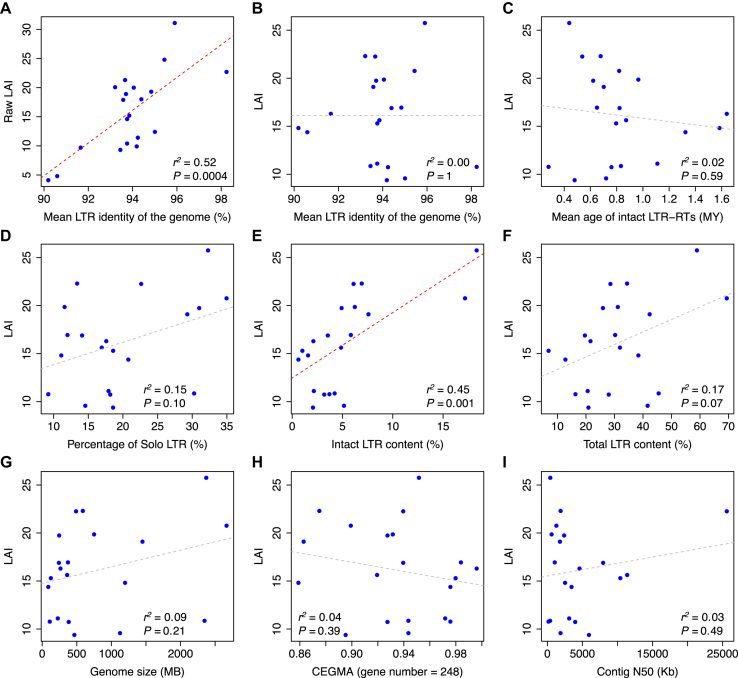 A
Raw LAI
30
25
20
15
10
5
90
92
94
96
98
r² = 0.52
P = 0.0004
Mean LTR identity of the genome (%)
B
LAI
25
20
15
10
90
92
94
96
98
r² = 0.00
P = 1
Mean LTR identity of the genome (%)
C
LAI
25
20
15
10
0.4
0.8
1.2
1.6
r² = 0.02
P = 0.59
Mean age of intact LTR−RTs (MY)
D
LAI
25
20
15
10
10
15
20
25
30
35
r² = 0.15
P = 0.10
Percentage of Solo LTR (%)
E
LAI
25
20
15
10
0
5
10
15
r² = 0.45
P = 0.001
Intact LTR content (%)
F
LAI
25
20
15
10
10
20
30
40
50
60
70
r² = 0.17
P = 0.07
Total LTR content (%)
G
LAI
25
20
15
10
0
500
1500
2500
r² = 0.09
P = 0.21
Genome size (MB)
H
LAI
25
20
15
10
0.86
0.90
0.94
0.98
r² = 0.04
P = 0.39
CEGMA (gene number = 248)
I
LAI
25
20
15
10
0
5000
15000
25000
r² = 0.03
P = 0.49
Contig N50 (Kb)